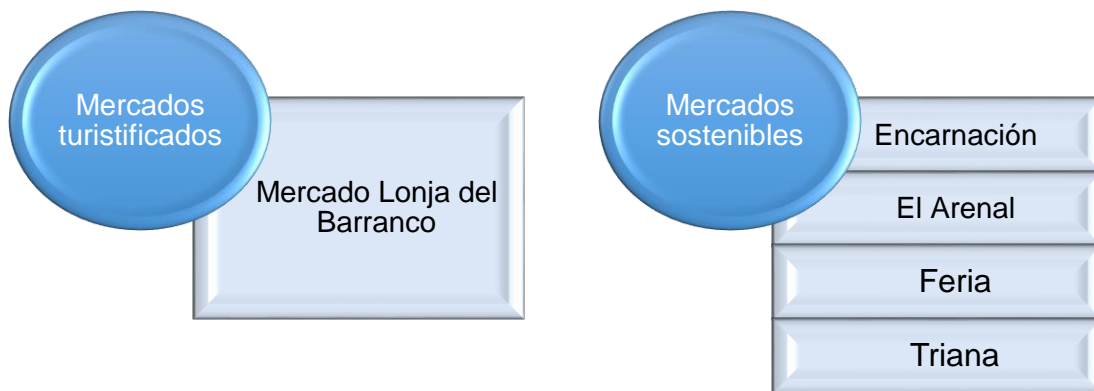 Mercados
turistificados
Mercado Lonja del
Barranco
Mercados
sostenibles
Encarnación
El Arenal
Feria
Triana